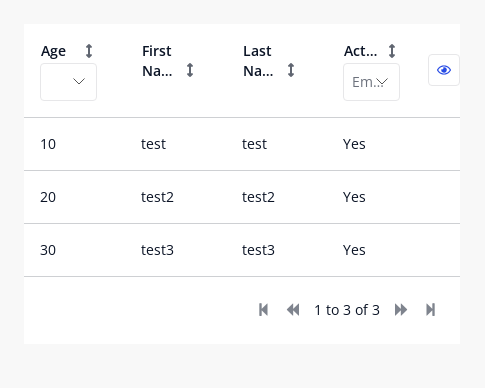 Age First Na... Last Na... Act...
Em...
10 test test Yes
20 test2 test2 Yes
30 test3 test3 Yes
1 to 3 of 3